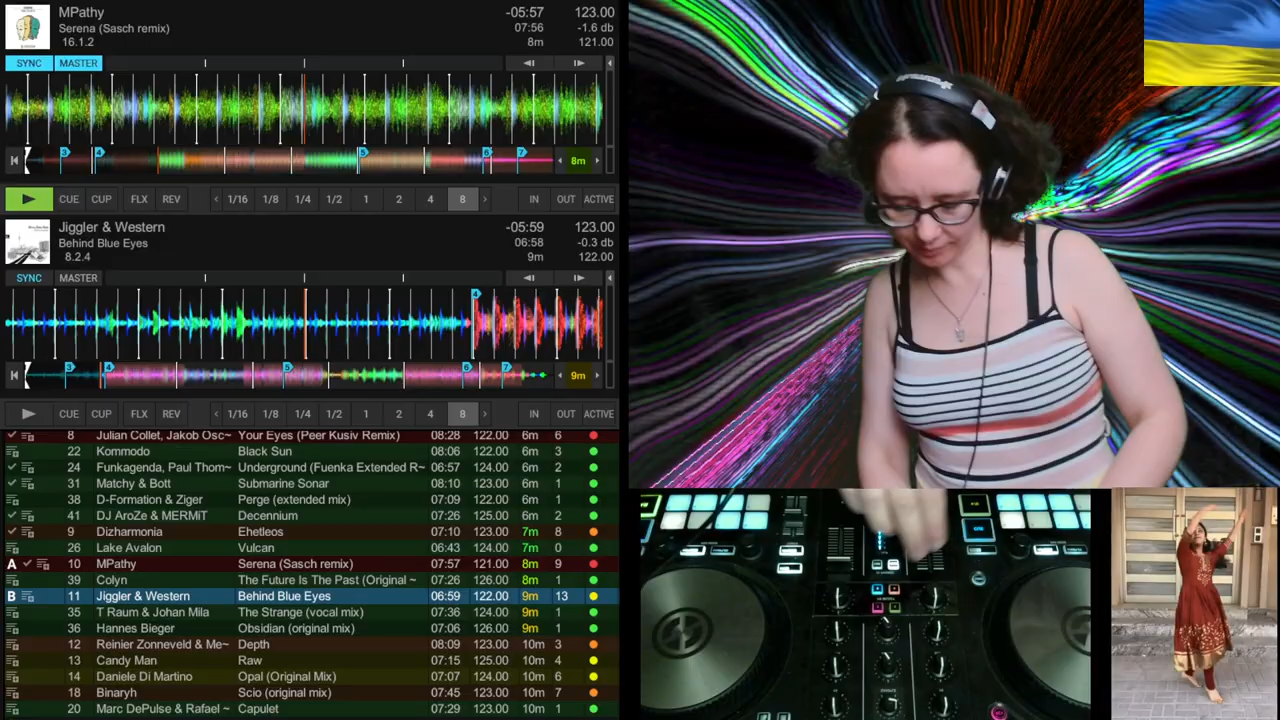 MPathy -05:57 123.00
Serena (Sasch remix) 07:56 -1.6 db
16.1.2 8m 121.00
SYNC MASTER
3 4 5 6 7 8m
CUE CUP FLX REV 1/16 1/8 1/4 1/2 1 2 4 8 IN OUT ACTIVE
Jiggler & Western -05:59 123.00
Behind Blue Eyes 06:58 -0.3 db
8.2.4 9m 122.00
SYNC MASTER
4
3 4 5 6 7 9m
CUE CUP FLX REV 1/16 1/8 1/4 1/2 1 2 4 8 IN OUT ACTIVE
8 Julian Collet, Jakob Osc~ Your Eyes (Peer Kusiv Remix) 08:28 122.00 6m 6
22 Kommodo Black Sun 08:06 122.00 6m 3
24 Funkagenda, Paul Thom~ Underground (Fuenka Extended R~ 06:57 124.00 6m 2
31 Matchy & Bott Submarine Sonar 08:10 123.00 6m 1
38 D-Formation & Ziger Perge (extended mix) 07:09 122.00 6m 1
41 DJ AroZe & MERMiT Decennium 07:26 125.00 6m 2
9 Dizharmonia Ehetleos 07:10 123.00 7m 8
26 Lake Avalon Vulcan 06:43 124.00 7m 0
A 10 MPathy Serena (Sasch remix) 07:57 121.00 8m 9
39 Colyn The Future Is The Past (Original ~ 07:26 126.00 8m 1
B 11 Jiggler & Western Behind Blue Eyes 06:59 122.00 9m 13
35 T Raum & Johan Mila The Strange (vocal mix) 07:36 124.00 9m 1
36 Hannes Bieger Obsidian (original mix) 07:06 126.00 9m 1
12 Reinier Zonneveld & Me~ Depth 08:09 123.00 10m 3
13 Candy Man Raw 07:15 125.00 10m 4
14 Daniele Di Martino Opal (Original Mix) 07:07 124.00 10m 6
18 Binaryh Scio (original mix) 07:45 123.00 10m 7
20 Marc DePulse & Rafael ~ Capulet 07:29 123.00 10m 1